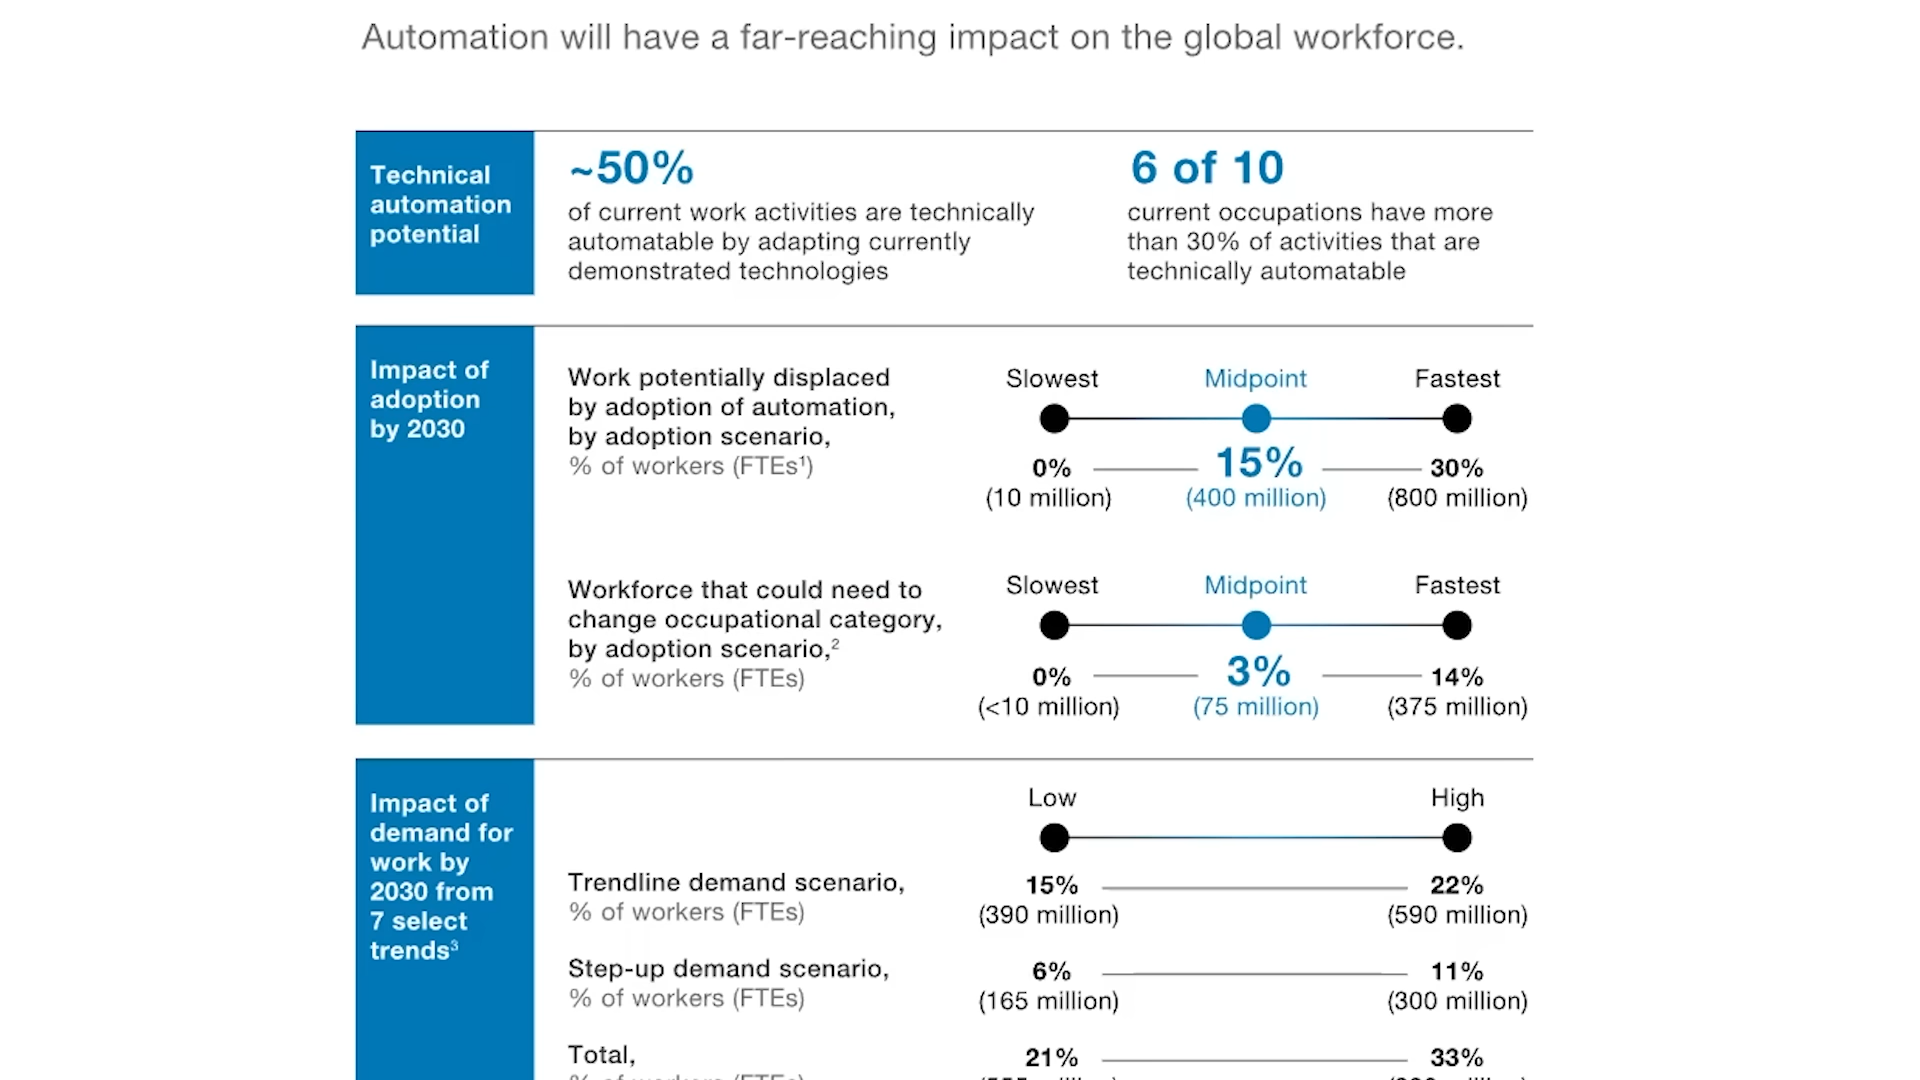 Automation will have a far-reaching impact on the global workforce.
Technical
automation
potential
~50%
of current work activities are technically
automatable by adapting currently
demonstrated technologies
6 of 10
current occupations have more
than 30% of activities that are
technically automatable
Impact of
adoption
by 2030
Work potentially displaced
by adoption of automation,
by adoption scenario,
% of workers (FTEs¹)
Slowest Midpoint Fastest
0% 15% 30%
(10 million) (400 million) (800 million)
Workforce that could need to
change occupational category,
by adoption scenario,²
% of workers (FTEs)
Slowest Midpoint Fastest
0% 3% 14%
(<10 million) (75 million) (375 million)
Impact of
demand for
work by
2030 from
7 select
trends³
Low High
Trendline demand scenario,
% of workers (FTEs)
15% 22%
(390 million) (590 million)
Step-up demand scenario,
% of workers (FTEs)
6% 11%
(165 million) (300 million)
Total,
21% 33%